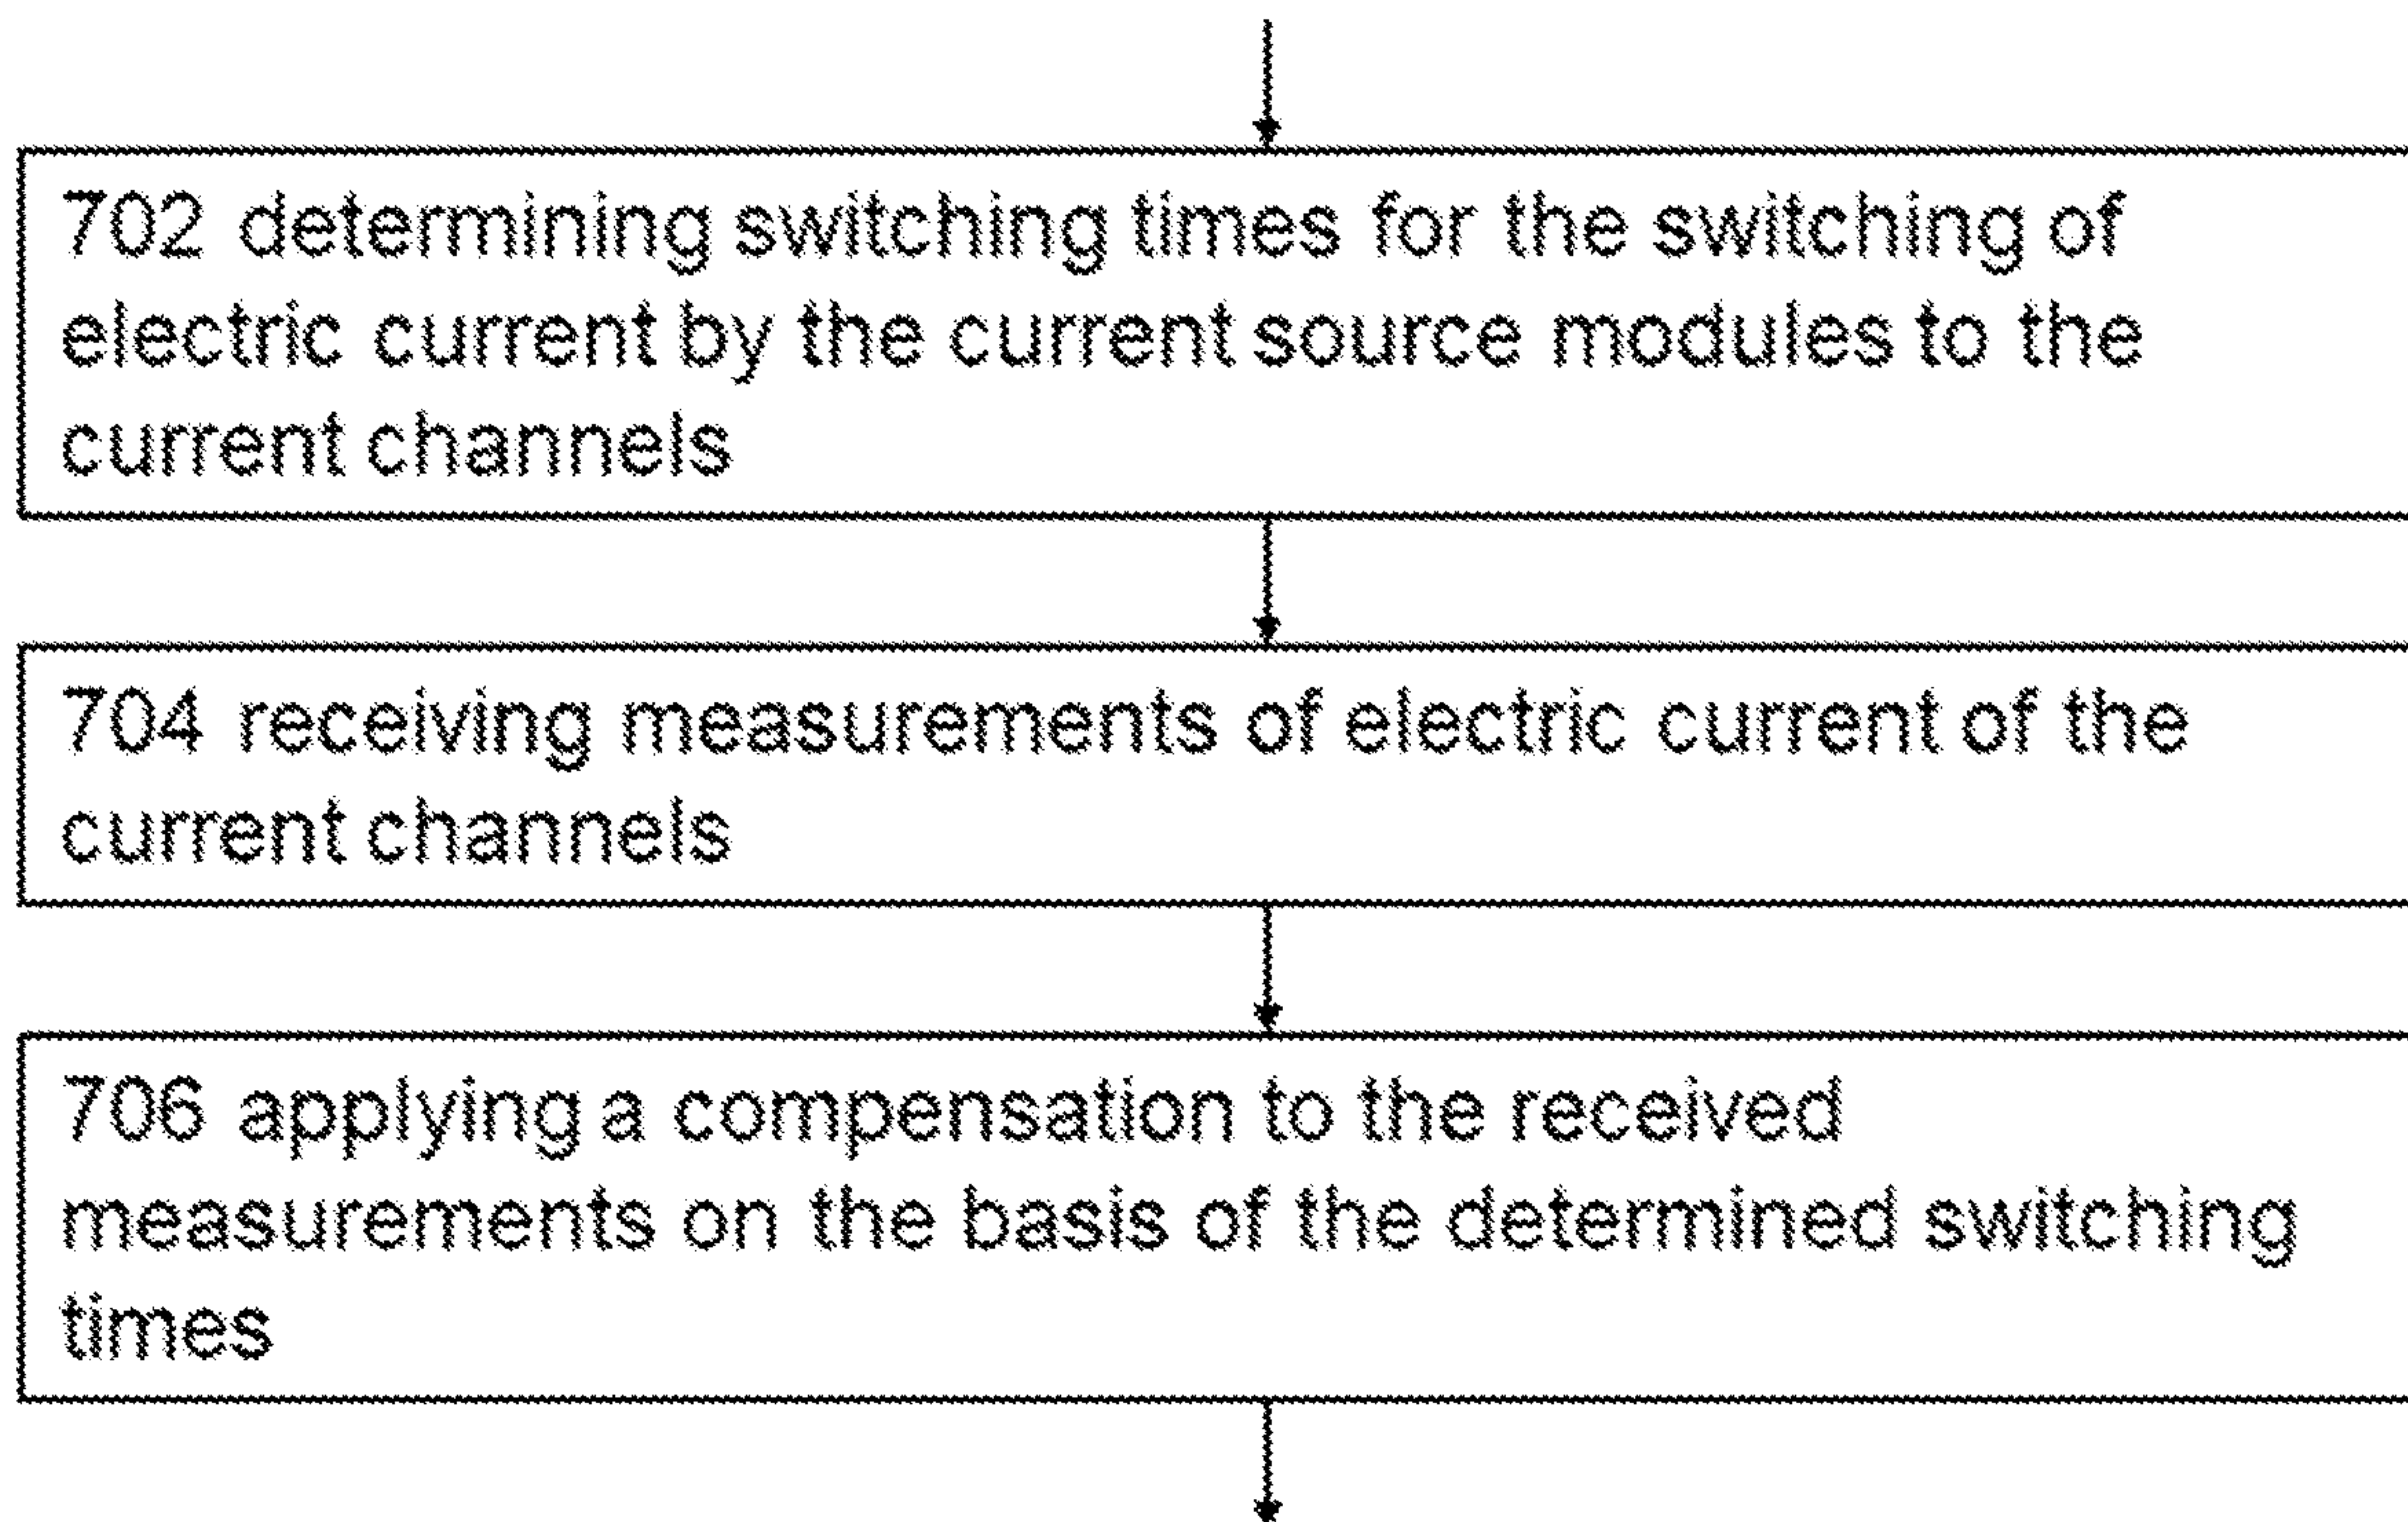 702 determining switching times for the switching of
electric current by the current source modules to the
current channels
704 receiving measurements of electric current of the
current channels
706 applying a compensation to the received
measurements on the basis of the determined switching
times